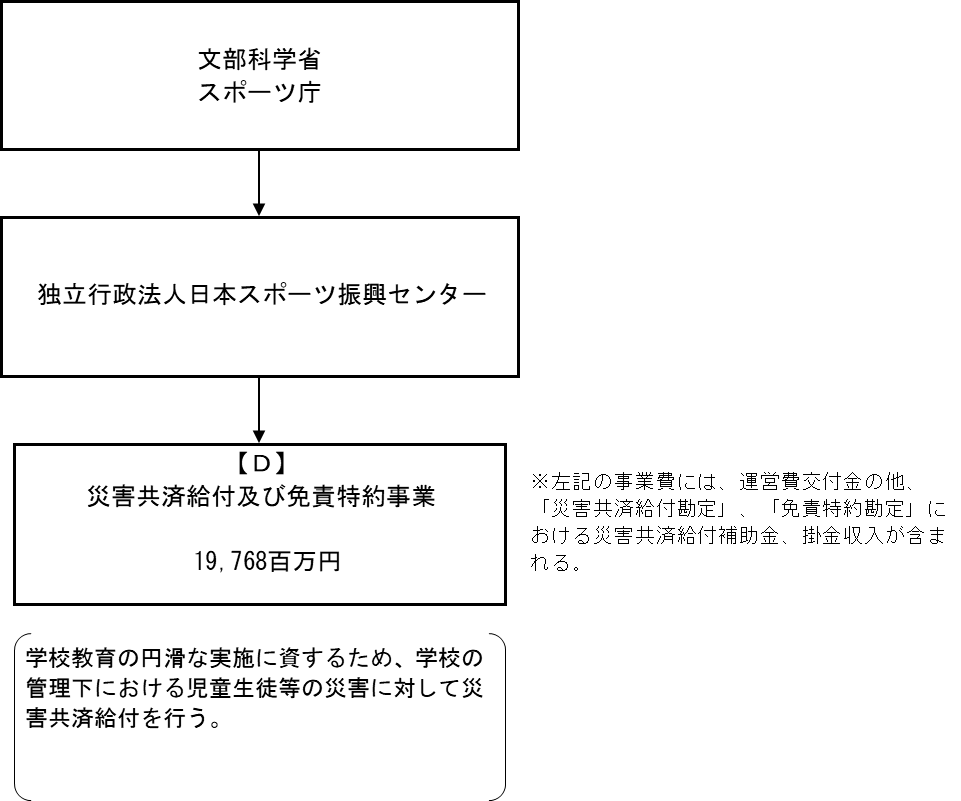 文部科学省
スポーツ庁
独立行政法人日本スポーツ振興センター
【Ｄ】
災害共済給付及び免責特約事業
19,768百万円
※左記の事業費には、運営費交付金の他、
「災害共済給付勘定」、「免責特約勘定」に
おける災害共済給付補助金、掛金収入が含ま
れる。
学校教育の円滑な実施に資するため、学校の
管理下における児童生徒等の災害に対して災
害共済給付を行う。